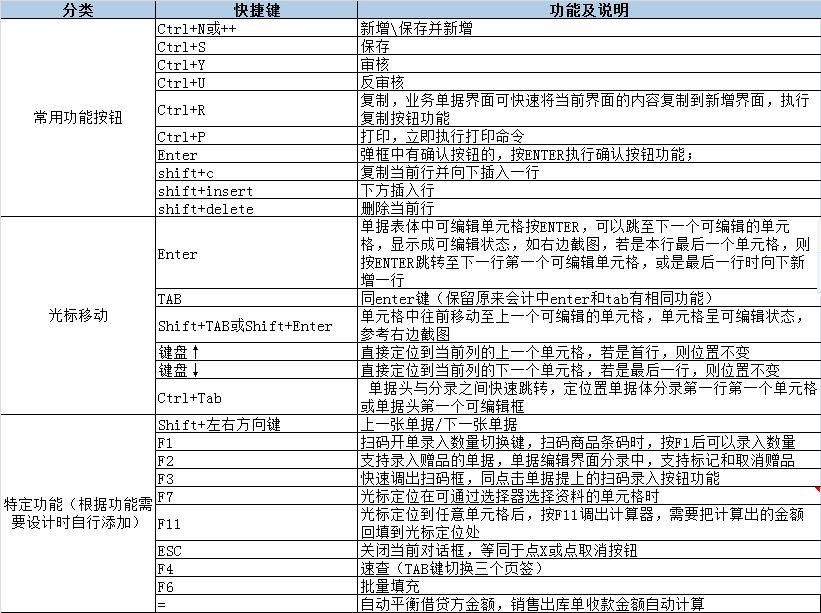 分类 快捷键 功能及说明
常用功能按钮
Ctrl+N或++ 新增\保存并新增
Ctrl+S 保存
Ctrl+Y 审核
Ctrl+U 反审核
Ctrl+R 复制，业务单据界面可快速将当前界面的内容复制到新增界面，执行
复制按钮功能
Ctrl+P 打印，立即执行打印命令
Enter 弹框中有确认按钮的，按ENTER执行确认按钮功能；
shift+c 复制当前行并向下插入一行
shift+insert 下方插入行
shift+delete 删除当前行
光标移动
Enter 单据表体中可编辑单元格按ENTER，可以跳至下一个可编辑的单元
格，显示成可编辑状态，如右边截图，若是本行最后一个单元格，则
按ENTER跳转至下一行第一个可编辑单元格，或是最后一行时向下新
增一行
TAB 同enter键（保留原来会计中enter和tab有相同功能）
Shift+TAB或Shift+Enter 单元格中往前移动至上一个可编辑的单元格，单元格呈可编辑状态，
参考右边截图
键盘↑ 直接定位到当前列的上一个单元格，若是首行，则位置不变
键盘↓ 直接定位到当前列的下一个单元格，若是最后一行，则位置不变
Ctrl+Tab 单据头与分录之间快速跳转，定位置单据体分录第一行第一个单元格
或单据头第一个可编辑框
特定功能（根据功能需
要设计时自行添加）
Shift+左右方向键 上一张单据/下一张单据
F1 扫码开单录入数量切换键，扫码商品条码时，按F1后可以录入数量
F2 支持录入赠品的单据，单据编辑界面分录中，支持标记和取消赠品
F3 快速调出扫码框，同点击单据提上的扫码录入按钮功能
F7 光标定位在可通过选择器选择资料的单元格时
F11 光标定位到任意单元格后，按F11调出计算器，需要把计算出的金额
回填到光标定位处
ESC 关闭当前对话框，等同于点X或点取消按钮
F4 速查（TAB键切换三个页签）
F6 批量填充
= 自动平衡借贷方金额，销售出库单收款金额自动计算